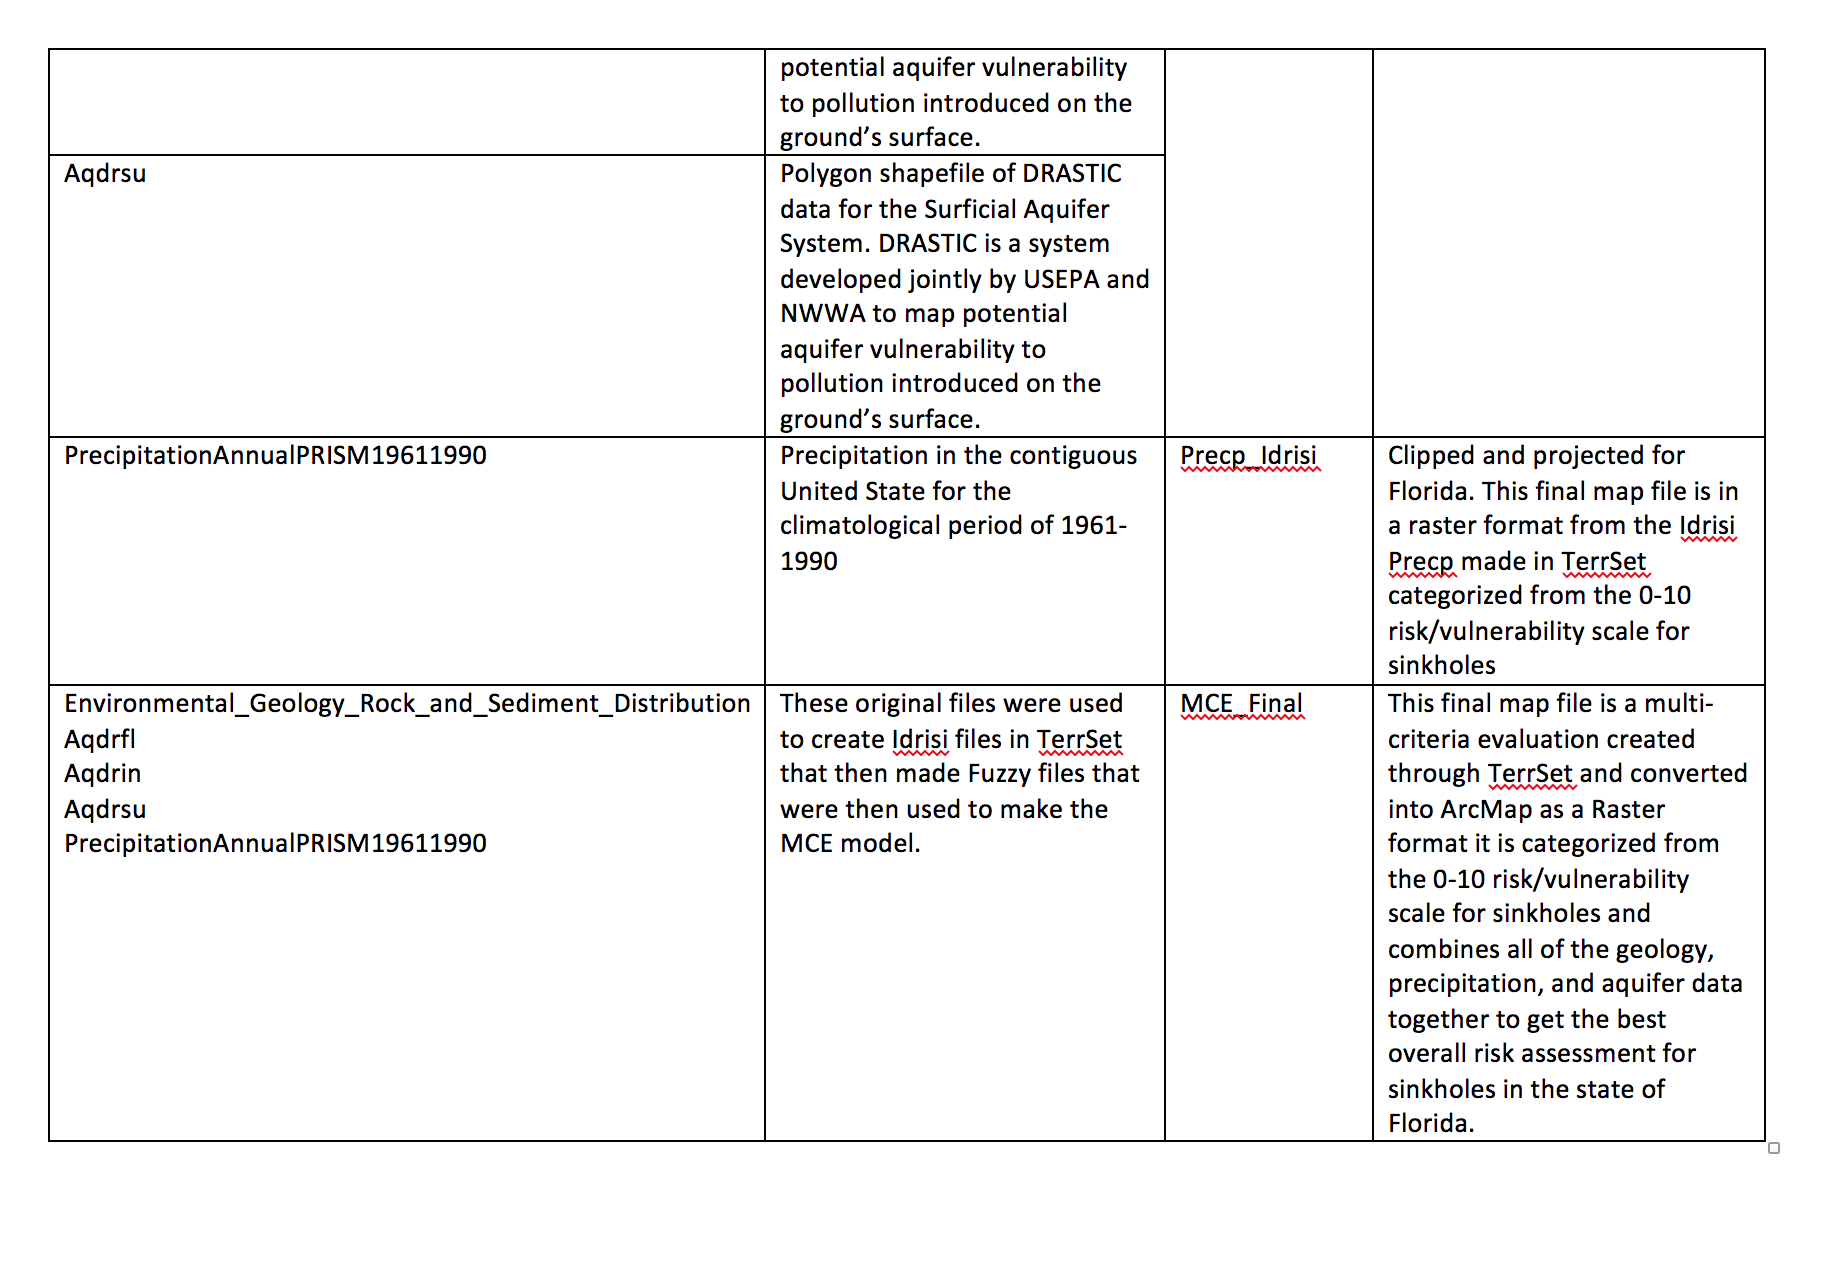 potential aquifer vulnerability
to pollution introduced on the
ground’s surface.
Aqdrsu
Polygon shapefile of DRASTIC
data for the Surficial Aquifer
System. DRASTIC is a system
developed jointly by USEPA and
NWWA to map potential
aquifer vulnerability to
pollution introduced on the
ground’s surface.
PrecipitationAnnualPRISM19611990
Precipitation in the contiguous
United State for the
climatological period of 1961-
1990
Precp_Idrisi
Clipped and projected for
Florida. This final map file is in
a raster format from the Idrisi
Precp made in TerrSet
categorized from the 0-10
risk/vulnerability scale for
sinkholes
Environmental_Geology_Rock_and_Sediment_Distribution
Aqdrfl
Aqdrin
Aqdrsu
PrecipitationAnnualPRISM19611990
These original files were used
to create Idrisi files in TerrSet
that then made Fuzzy files that
were then used to make the
MCE model.
MCE_Final
This final map file is a multi-
criteria evaluation created
through TerrSet and converted
into ArcMap as a Raster
format it is categorized from
the 0-10 risk/vulnerability
scale for sinkholes and
combines all of the geology,
precipitation, and aquifer data
together to get the best
overall risk assessment for
sinkholes in the state of
Florida.